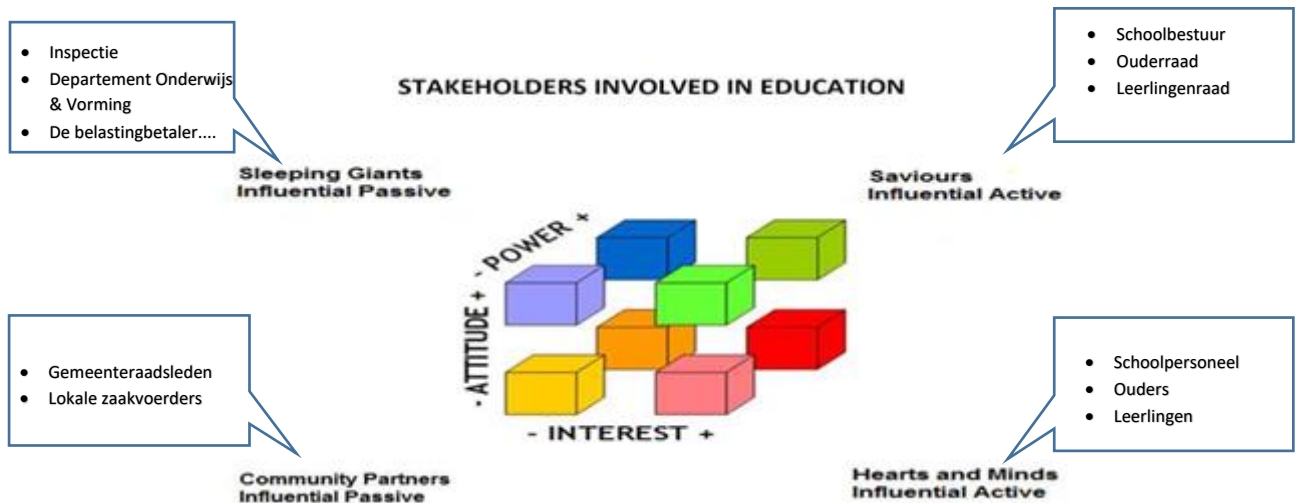 • Inspectie
• Departement Onderwijs
& Vorming
• De belastingbetaler....
• Schoolbestuur
• Ouderraad
• Leerlingenraad
STAKEHOLDERS INVOLVED IN EDUCATION
Sleeping Giants
Influential Passive
Saviours
Influential Active
- POWER +
- ATTITUDE +
- INTEREST +
• Gemeenteraadsleden
• Lokale zaakvoerders
• Schoolpersoneel
• Ouders
• Leerlingen
Community Partners
Influential Passive
Hearts and Minds
Influential Active